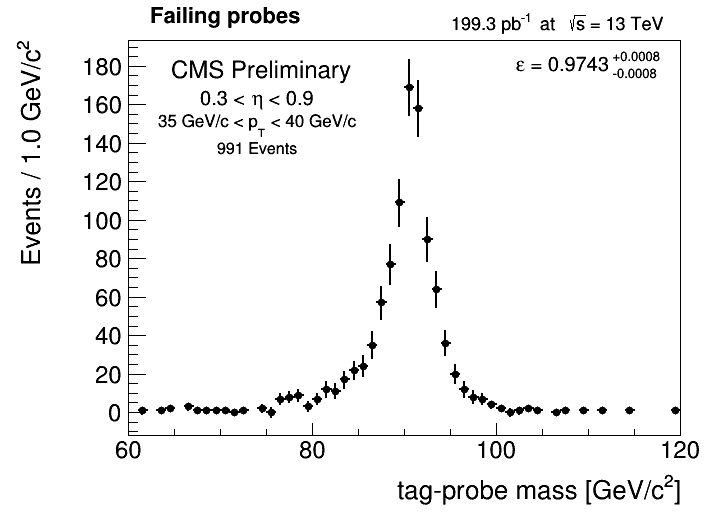 Failing probes
199.3 pb⁻¹ at √s = 13 TeV
CMS Preliminary
0.3 < η < 0.9
35 GeV/c < p_T < 40 GeV/c
991 Events
ε = 0.9743 +0.0008 -0.0008
Events / 1.0 GeV/c²
180
160
140
120
100
80
60
40
20
0
60 80 100 120
tag-probe mass [GeV/c²]